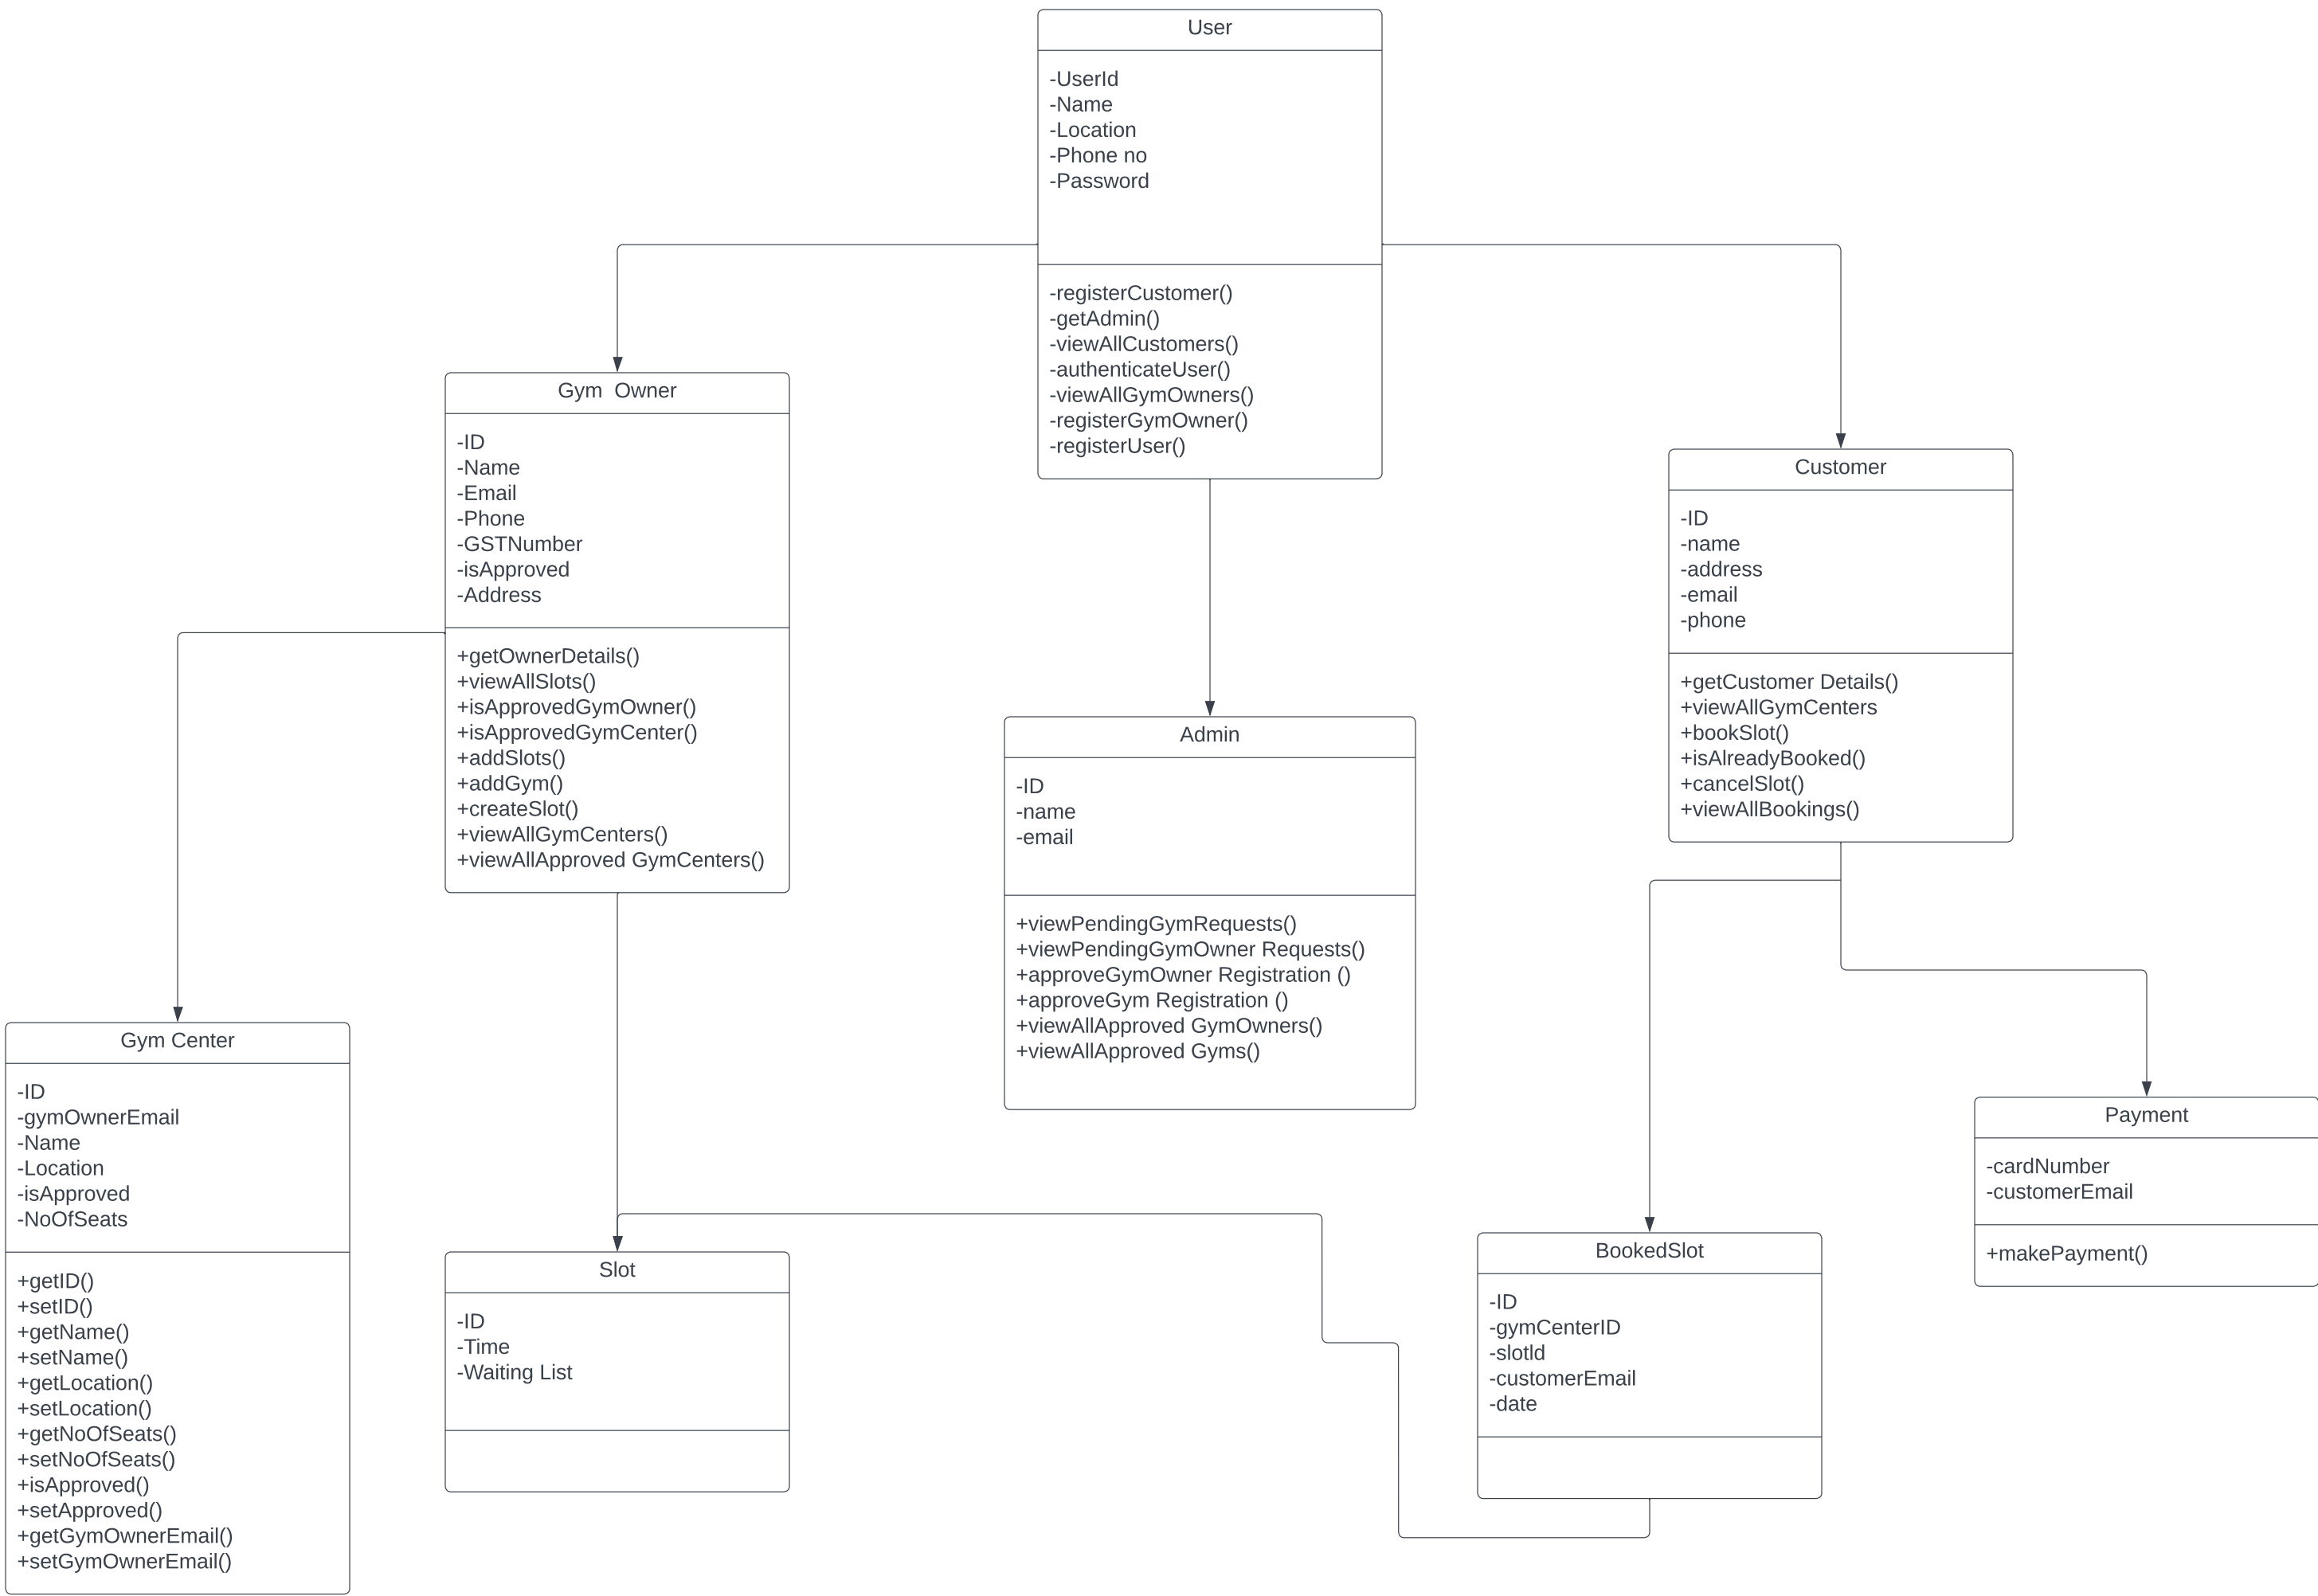 User
-UserId
-Name
-Location
-Phone no
-Password
-registerCustomer()
-getAdmin()
-viewAllCustomers()
-authenticateUser()
-viewAllGymOwners()
-registerGymOwner()
-registerUser()
Gym  Owner
-ID
-Name
-Email
-Phone
-GSTNumber
-isApproved
-Address
+getOwnerDetails()
+viewAllSlots()
+isApprovedGymOwner()
+isApprovedGymCenter()
+addSlots()
+addGym()
+createSlot()
+viewAllGymCenters()
+viewAllApproved GymCenters()
Customer
-ID
-name
-address
-email
-phone
+getCustomer Details()
+viewAllGymCenters
+bookSlot()
+isAlreadyBooked()
+cancelSlot()
+viewAllBookings()
Admin
-ID
-name
-email
+viewPendingGymRequests()
+viewPendingGymOwner Requests()
+approveGymOwner Registration ()
+approveGym Registration ()
+viewAllApproved GymOwners()
+viewAllApproved Gyms()
Gym Center
-ID
-gymOwnerEmail
-Name
-Location
-isApproved
-NoOfSeats
+getID()
+setID()
+getName()
+setName()
+getLocation()
+setLocation()
+getNoOfSeats()
+setNoOfSeats()
+isApproved()
+setApproved()
+getGymOwnerEmail()
+setGymOwnerEmail()
Slot
-ID
-Time
-Waiting List
BookedSlot
-ID
-gymCenterID
-slotId
-customerEmail
-date
Payment
-cardNumber
-customerEmail
+makePayment()